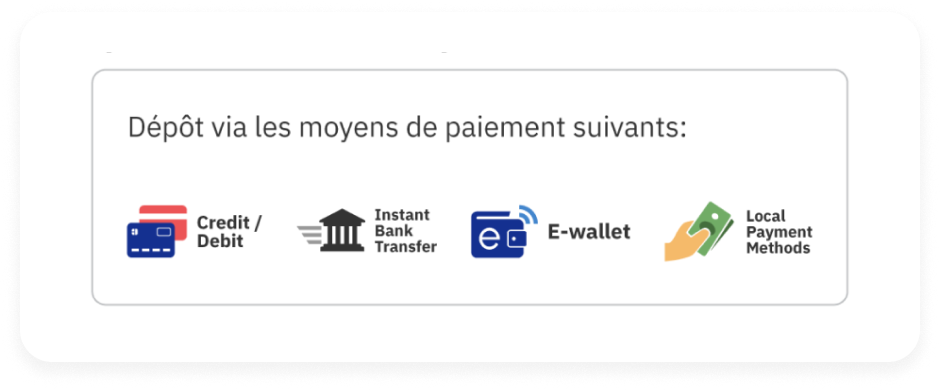 Dépôt via les moyens de paiement suivants:
Credit /
Debit
Instant
Bank
Transfer
e
E-wallet
Local
Payment
Methods